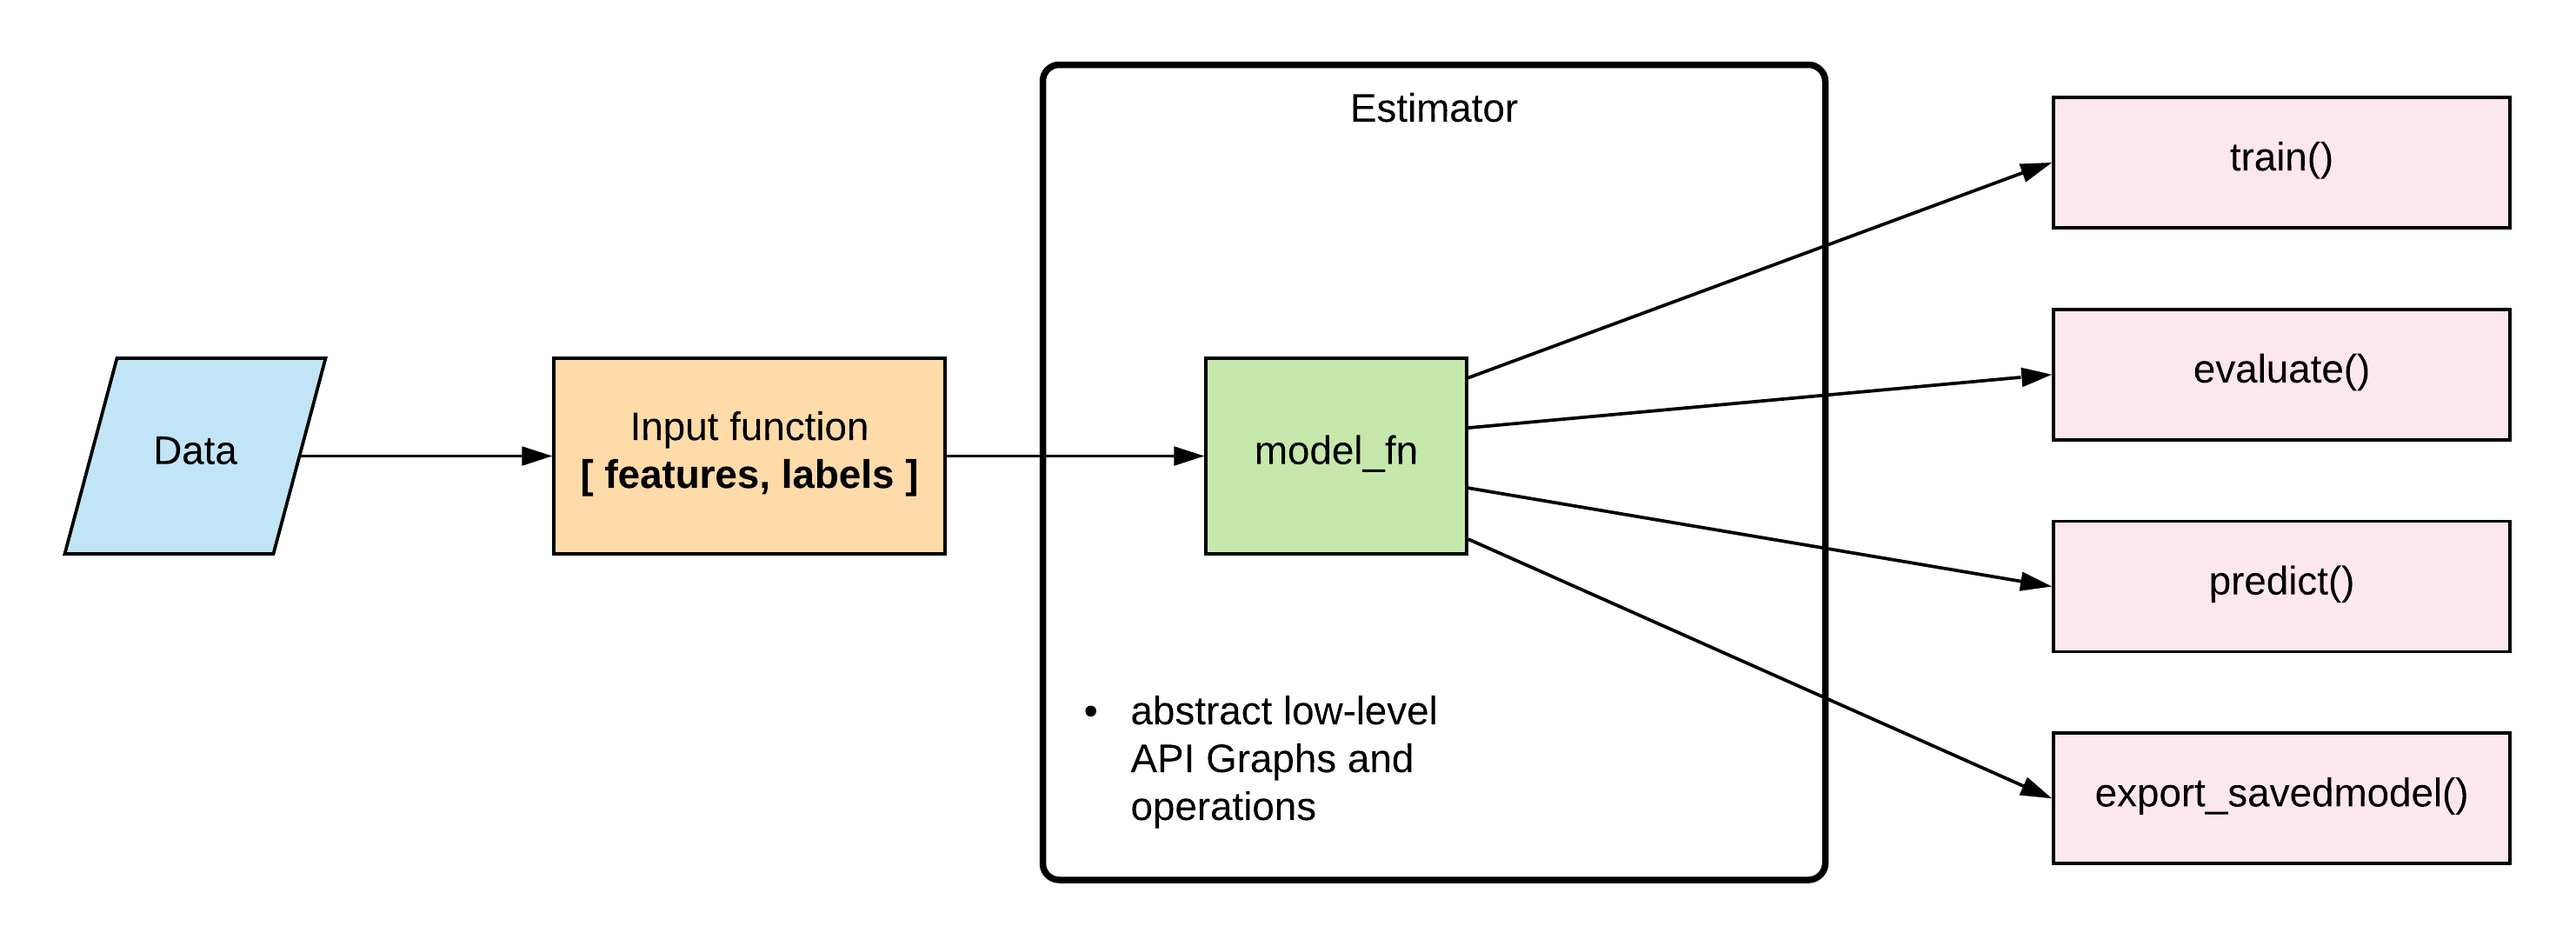 Estimator
train()
evaluate()
Data
Input function
[ features, labels ]
model_fn
predict()
• abstract low-level
API Graphs and
operations
export_savedmodel()